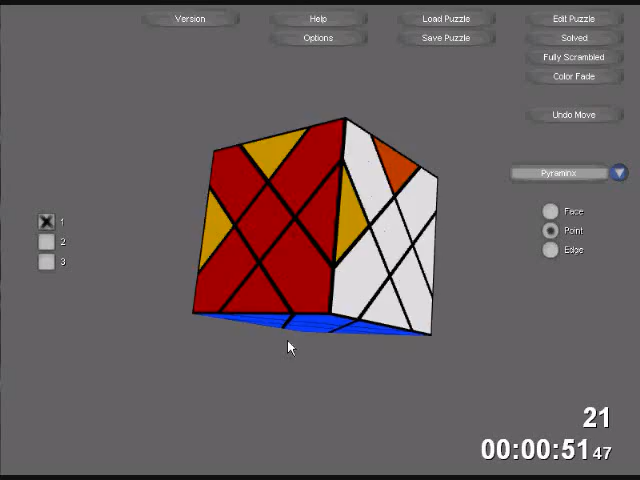 Version
Help
Load Puzzle
Edit Puzzle
Options
Save Puzzle
Solved
Fully Scrambled
Color Fade
Undo Move
Pyraminx
1
2
3
Face
Point
Edge
21
00:00:51 47